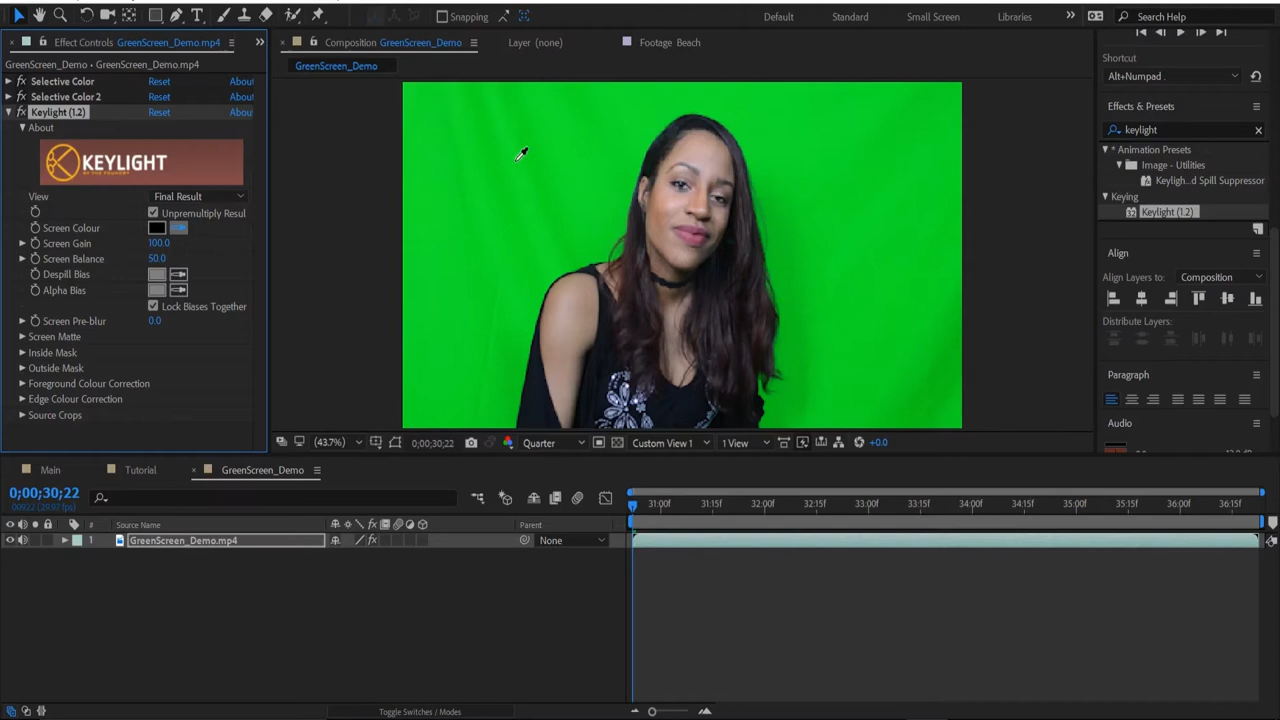 Snapping
Default
Standard
Small Screen
Libraries
Search Help
Effect Controls GreenScreen_Demo.mp4
Composition GreenScreen_Demo
Layer (none)
Footage Beach
GreenScreen_Demo • GreenScreen_Demo.mp4
GreenScreen_Demo
Selective Color Reset About
Selective Color 2 Reset About
Keylight (1.2) Reset About
About
KEYLIGHT
BY THE FOUNDRY
View Final Result
Unpremultiply Resul
Screen Colour
Screen Gain 100.0
Screen Balance 50.0
Despill Bias
Alpha Bias
Lock Biases Together
Screen Pre-blur 0.0
Screen Matte
Inside Mask
Outside Mask
Foreground Colour Correction
Edge Colour Correction
Source Crops
(43.7%)
0;00;30;22
Quarter
Custom View 1
1 View
+0.0
Shortcut
Alt+Numpad .
Effects & Presets
keylight
* Animation Presets
Image - Utilities
Keyligh...d Spill Suppressor
Keying
Keylight (1.2)
Align
Align Layers to: Composition
Distribute Layers:
Paragraph
Audio
Main
Tutorial
GreenScreen_Demo
0;00;30;22
00922 (29.97 fps)
31:00f 31:15f 32:00f 32:15f 33:00f 33:15f 34:00f 34:15f 35:00f 35:15f 36:00f 36:15f
# Source Name
Parent
1 GreenScreen_Demo.mp4
None
Toggle Switches / Modes